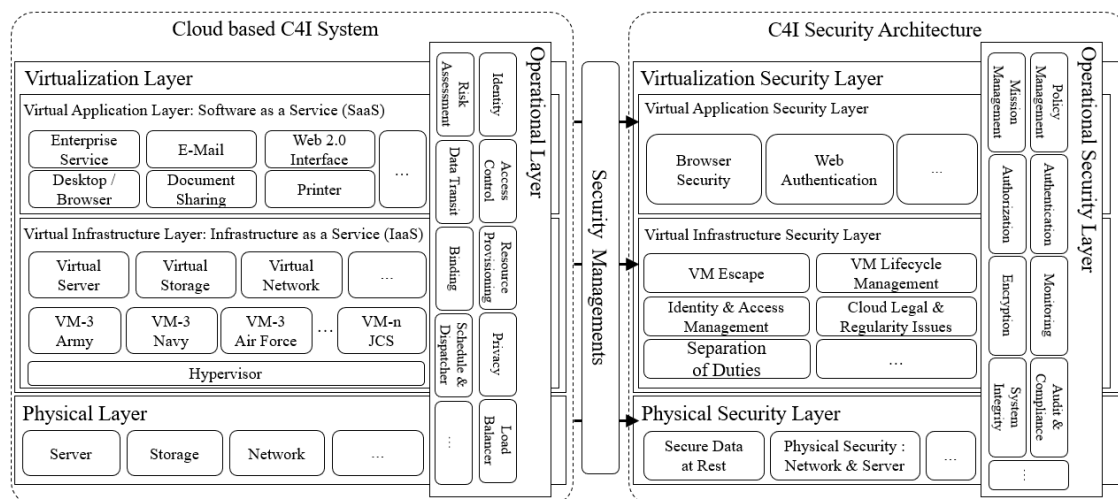 Cloud based C4I System
Virtualization Layer
Virtual Application Layer: Software as a Service (SaaS)
Enterprise
Service
E-Mail
Web 2.0
Interface
…
Desktop /
Browser
Document
Sharing
Printer
Virtual Infrastructure Layer: Infrastructure as a Service (IaaS)
Virtual
Server
Virtual
Storage
Virtual
Network
…
VM-3
Army
VM-3
Navy
VM-3
Air Force
…
VM-n
JCS
Hypervisor
Physical Layer
Server
Storage
Network
…
Operational Layer
Risk
Assessment
Identity
Data Transit
Access
Control
Binding
Resource
Provisioning
Schedule &
Dispatcher
Privacy
…
Load
Balancer
Security Managements
C4I Security Architecture
Virtualization Security Layer
Virtual Application Security Layer
Browser
Security
Web
Authentication
…
Virtual Infrastructure Security Layer
VM Escape
VM Lifecycle
Management
Identity & Access
Management
Cloud Legal &
Regularity Issues
Separation
of Duties
…
Physical Security Layer
Secure Data
at Rest
Physical Security :
Network & Server
…
Operational Security Layer
Mission
Management
Policy
Management
Authorization
Authentication
Encryption
Monitoring
System
Integrity
Audit &
Compliance
…